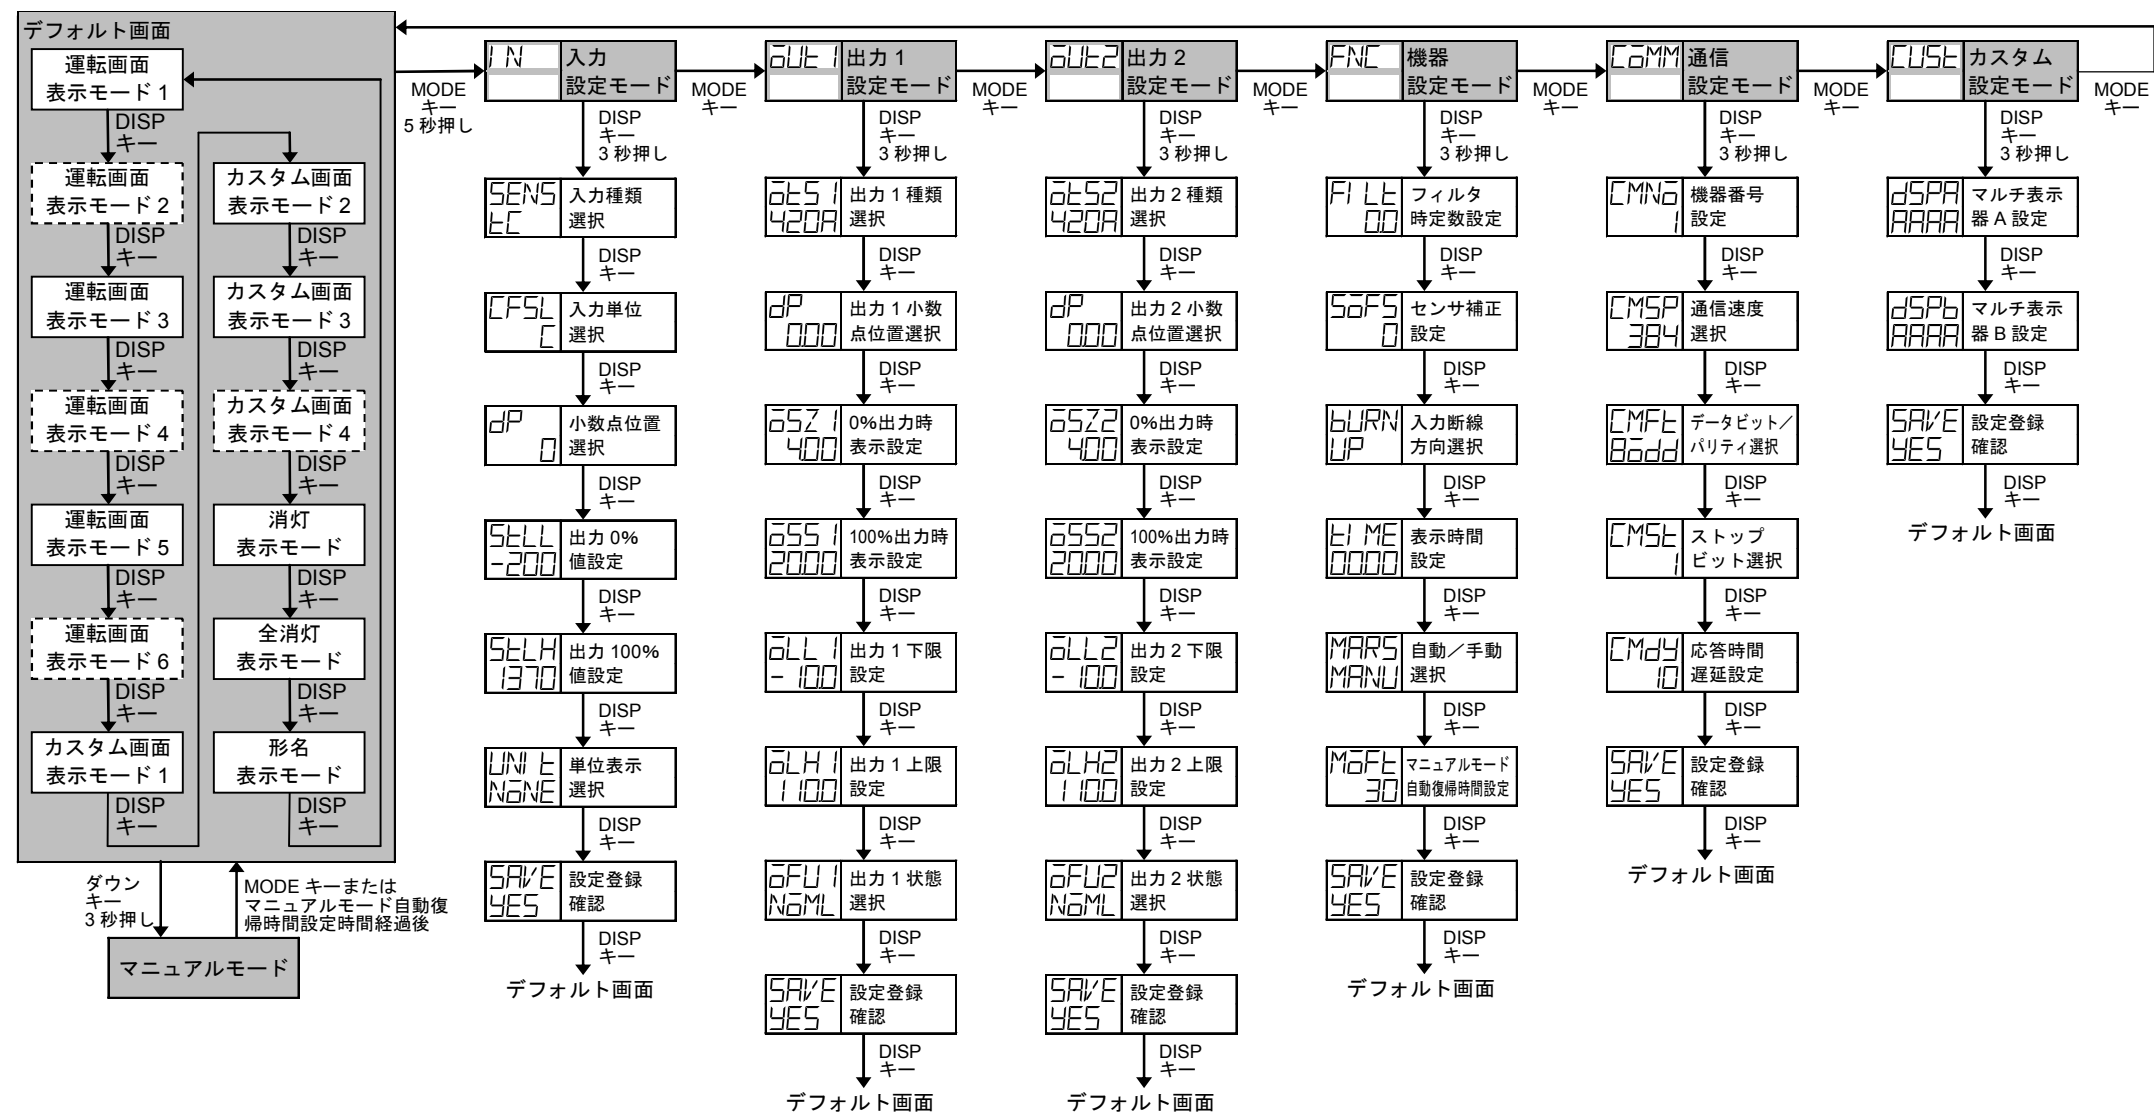 デフォルト画面
運転画面
表示モード 1
DISP
キー
運転画面
表示モード 2
DISP
キー
運転画面
表示モード 3
DISP
キー
運転画面
表示モード 4
DISP
キー
運転画面
表示モード 5
DISP
キー
運転画面
表示モード 6
DISP
キー
カスタム画面
表示モード 1
DISP
キー
カスタム画面
表示モード 2
DISP
キー
カスタム画面
表示モード 3
DISP
キー
カスタム画面
表示モード 4
DISP
キー
消灯
表示モード
DISP
キー
全消灯
表示モード
DISP
キー
形名
表示モード
DISP
キー
ダウン
キー
3 秒押し
MODE キーまたは
マニュアルモード自動復
帰時間設定時間経過後
マニュアルモード
MODE
キー
5 秒押し
IN 入力
設定モード
DISP
キー
3 秒押し
SENS 入力種類
tC 選択
DISP
キー
CFSL 入力単位
C 選択
DISP
キー
dP 小数点位置
0 選択
DISP
キー
StLL 出力 0%
-200 値設定
DISP
キー
StLH 出力 100%
1370 値設定
DISP
キー
UNIt 単位表示
NoNE 選択
DISP
キー
SAVE 設定登録
YES 確認
DISP
キー
デフォルト画面
MODE
キー
oUt1 出力 1
設定モード
DISP
キー
3 秒押し
otS1 出力 1 種類
420A 選択
DISP
キー
dP 出力 1 小数
0.00 点位置選択
DISP
キー
oSZ1 0%出力時
4.00 表示設定
DISP
キー
oSS1 100%出力時
20.00 表示設定
DISP
キー
oLL1 出力 1 下限
-10.0 設定
DISP
キー
oLH1 出力 1 上限
110.0 設定
DISP
キー
oFU1 出力 1 状態
NoML 選択
DISP
キー
SAVE 設定登録
YES 確認
DISP
キー
デフォルト画面
MODE
キー
oUt2 出力 2
設定モード
DISP
キー
3 秒押し
otS2 出力 2 種類
420A 選択
DISP
キー
dP 出力 2 小数
0.00 点位置選択
DISP
キー
oSZ2 0%出力時
4.00 表示設定
DISP
キー
oSS2 100%出力時
20.00 表示設定
DISP
キー
oLL2 出力 2 下限
-10.0 設定
DISP
キー
oLH2 出力 2 上限
110.0 設定
DISP
キー
oFU2 出力 2 状態
NoML 選択
DISP
キー
SAVE 設定登録
YES 確認
DISP
キー
デフォルト画面
MODE
キー
FNC 機器
設定モード
DISP
キー
3 秒押し
FILt フィルタ
0.0 時定数設定
DISP
キー
SoFS センサ補正
0 設定
DISP
キー
bURN 入力断線
UP 方向選択
DISP
キー
tIME 表示時間
00.00 設定
DISP
キー
MARS 自動／手動
MANU 選択
DISP
キー
MoFt マニュアルモード
30 自動復帰時間設定
DISP
キー
SAVE 設定登録
YES 確認
DISP
キー
デフォルト画面
MODE
キー
CoMM 通信
設定モード
DISP
キー
3 秒押し
CMNo 機器番号
1 設定
DISP
キー
CMSP 通信速度
384 選択
DISP
キー
CMFt データビット／
8odd パリティ選択
DISP
キー
CMSt ストップ
1 ビット選択
DISP
キー
CMdY 応答時間
10 遅延設定
DISP
キー
SAVE 設定登録
YES 確認
DISP
キー
デフォルト画面
MODE
キー
CUSt カスタム
設定モード
DISP
キー
3 秒押し
dSPA マルチ表示
AAAA 器 A 設定
DISP
キー
dSPb マルチ表示
AAAA 器 B 設定
DISP
キー
SAVE 設定登録
YES 確認
DISP
キー
デフォルト画面
MODE
キー